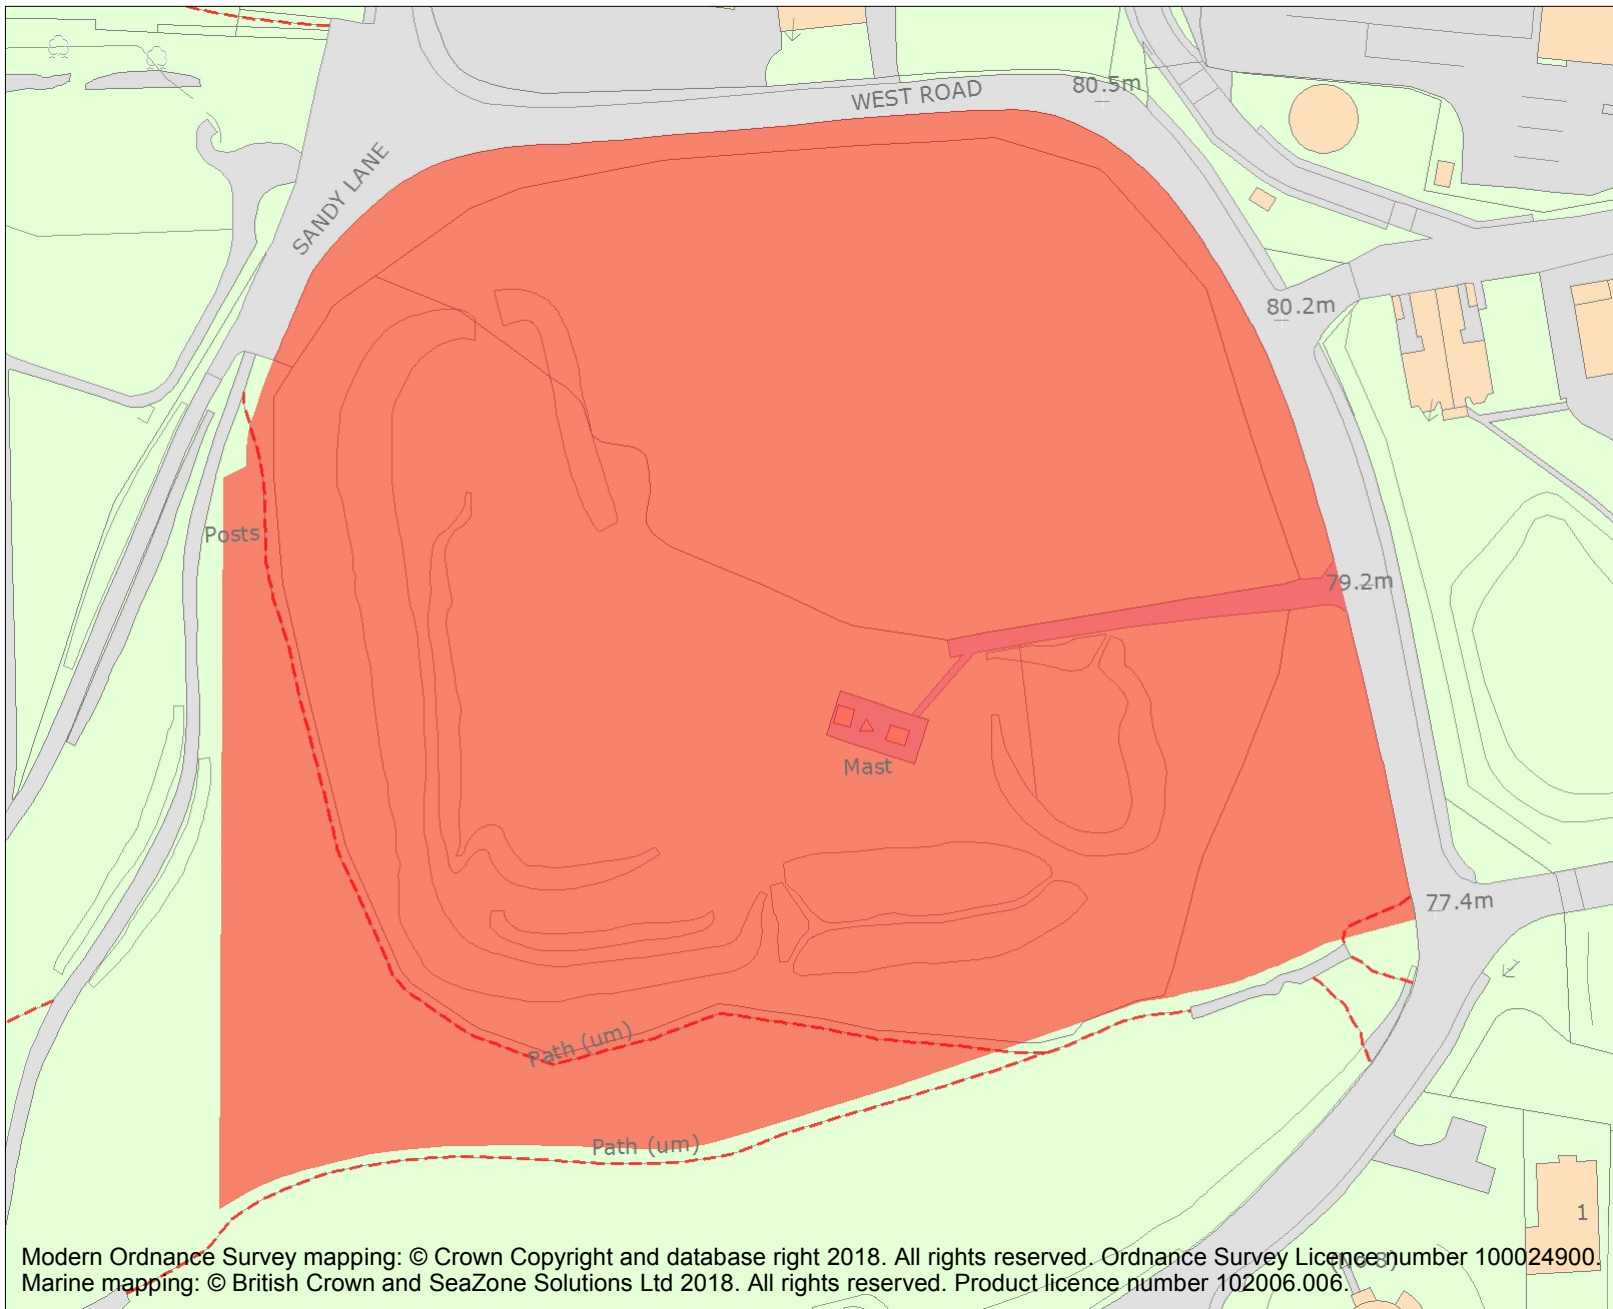 WEST ROAD
80.5m
SANDY LANE
80.2m
Posts
79.2m
Mast
77.4m
Path (um)
Path (um)
1
(No 8)
Modern Ordnance Survey mapping: © Crown Copyright and database right 2018. All rights reserved. Ordnance Survey Licence number 100024900.
Marine mapping: © British Crown and SeaZone Solutions Ltd 2018. All rights reserved. Product licence number 102006.006.